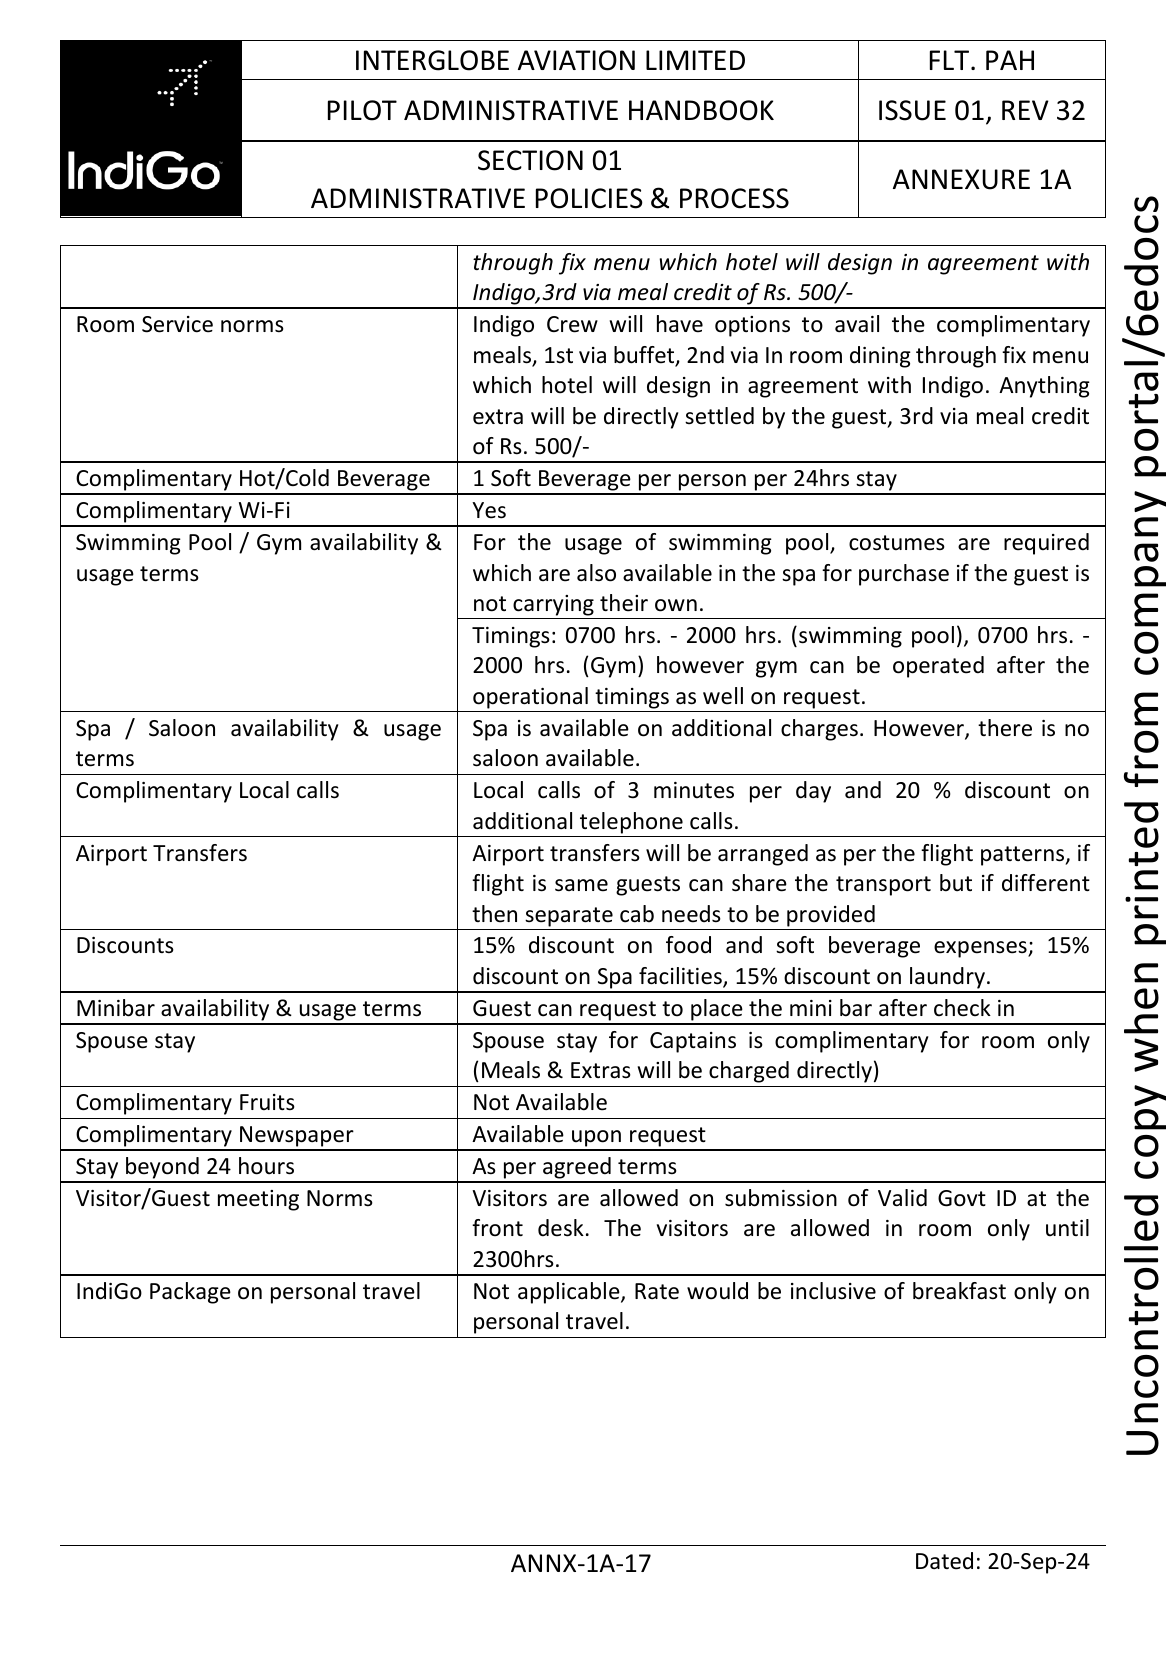 INTERGLOBE AVIATION LIMITED
FLT. PAH
PILOT ADMINISTRATIVE HANDBOOK
ISSUE 01, REV 32
IndiGo
SECTION 01
ADMINISTRATIVE POLICIES & PROCESS
ANNEXURE 1A
through fix menu which hotel will design in agreement with
Indigo,3rd via meal credit of Rs. 500/-
Room Service norms
Indigo Crew will have options to avail the complimentary
meals, 1st via buffet, 2nd via In room dining through fix menu
which hotel will design in agreement with Indigo. Anything
extra will be directly settled by the guest, 3rd via meal credit
of Rs. 500/-
Complimentary Hot/Cold Beverage
1 Soft Beverage per person per 24hrs stay
Complimentary Wi-Fi
Yes
Swimming Pool / Gym availability &
usage terms
For the usage of swimming pool, costumes are required
which are also available in the spa for purchase if the guest is
not carrying their own.
Timings: 0700 hrs. - 2000 hrs. (swimming pool), 0700 hrs. -
2000 hrs. (Gym) however gym can be operated after the
operational timings as well on request.
Spa / Saloon availability & usage
terms
Spa is available on additional charges. However, there is no
saloon available.
Complimentary Local calls
Local calls of 3 minutes per day and 20 % discount on
additional telephone calls.
Airport Transfers
Airport transfers will be arranged as per the flight patterns, if
flight is same guests can share the transport but if different
then separate cab needs to be provided
Discounts
15% discount on food and soft beverage expenses; 15%
discount on Spa facilities, 15% discount on laundry.
Minibar availability & usage terms
Guest can request to place the mini bar after check in
Spouse stay
Spouse stay for Captains is complimentary for room only
(Meals & Extras will be charged directly)
Complimentary Fruits
Not Available
Complimentary Newspaper
Available upon request
Stay beyond 24 hours
As per agreed terms
Visitor/Guest meeting Norms
Visitors are allowed on submission of Valid Govt ID at the
front desk. The visitors are allowed in room only until
2300hrs.
IndiGo Package on personal travel
Not applicable, Rate would be inclusive of breakfast only on
personal travel.
Uncontrolled copy when printed from company portal/6edocs
ANNX-1A-17
Dated: 20-Sep-24